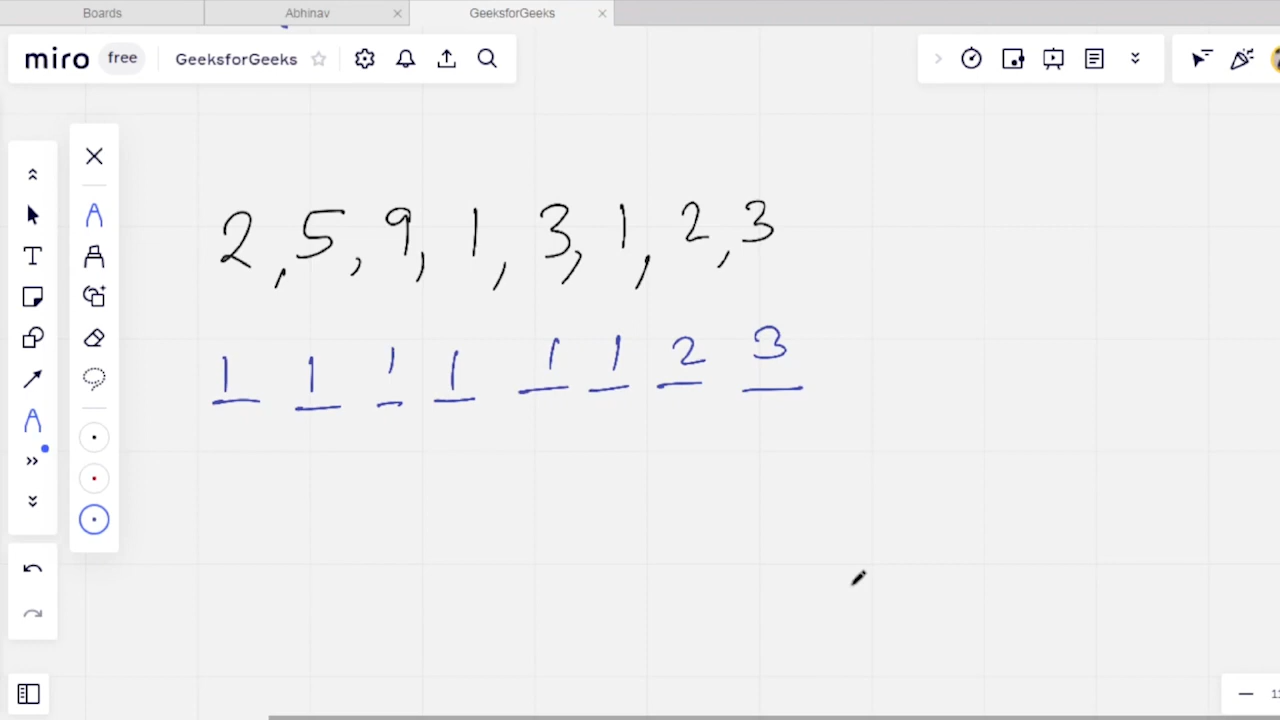 Boards Abhinav GeeksforGeeks
miro free GeeksforGeeks
2, 5, 9, 1, 3, 1, 2, 3
1 1 1 1 1 1 2 3